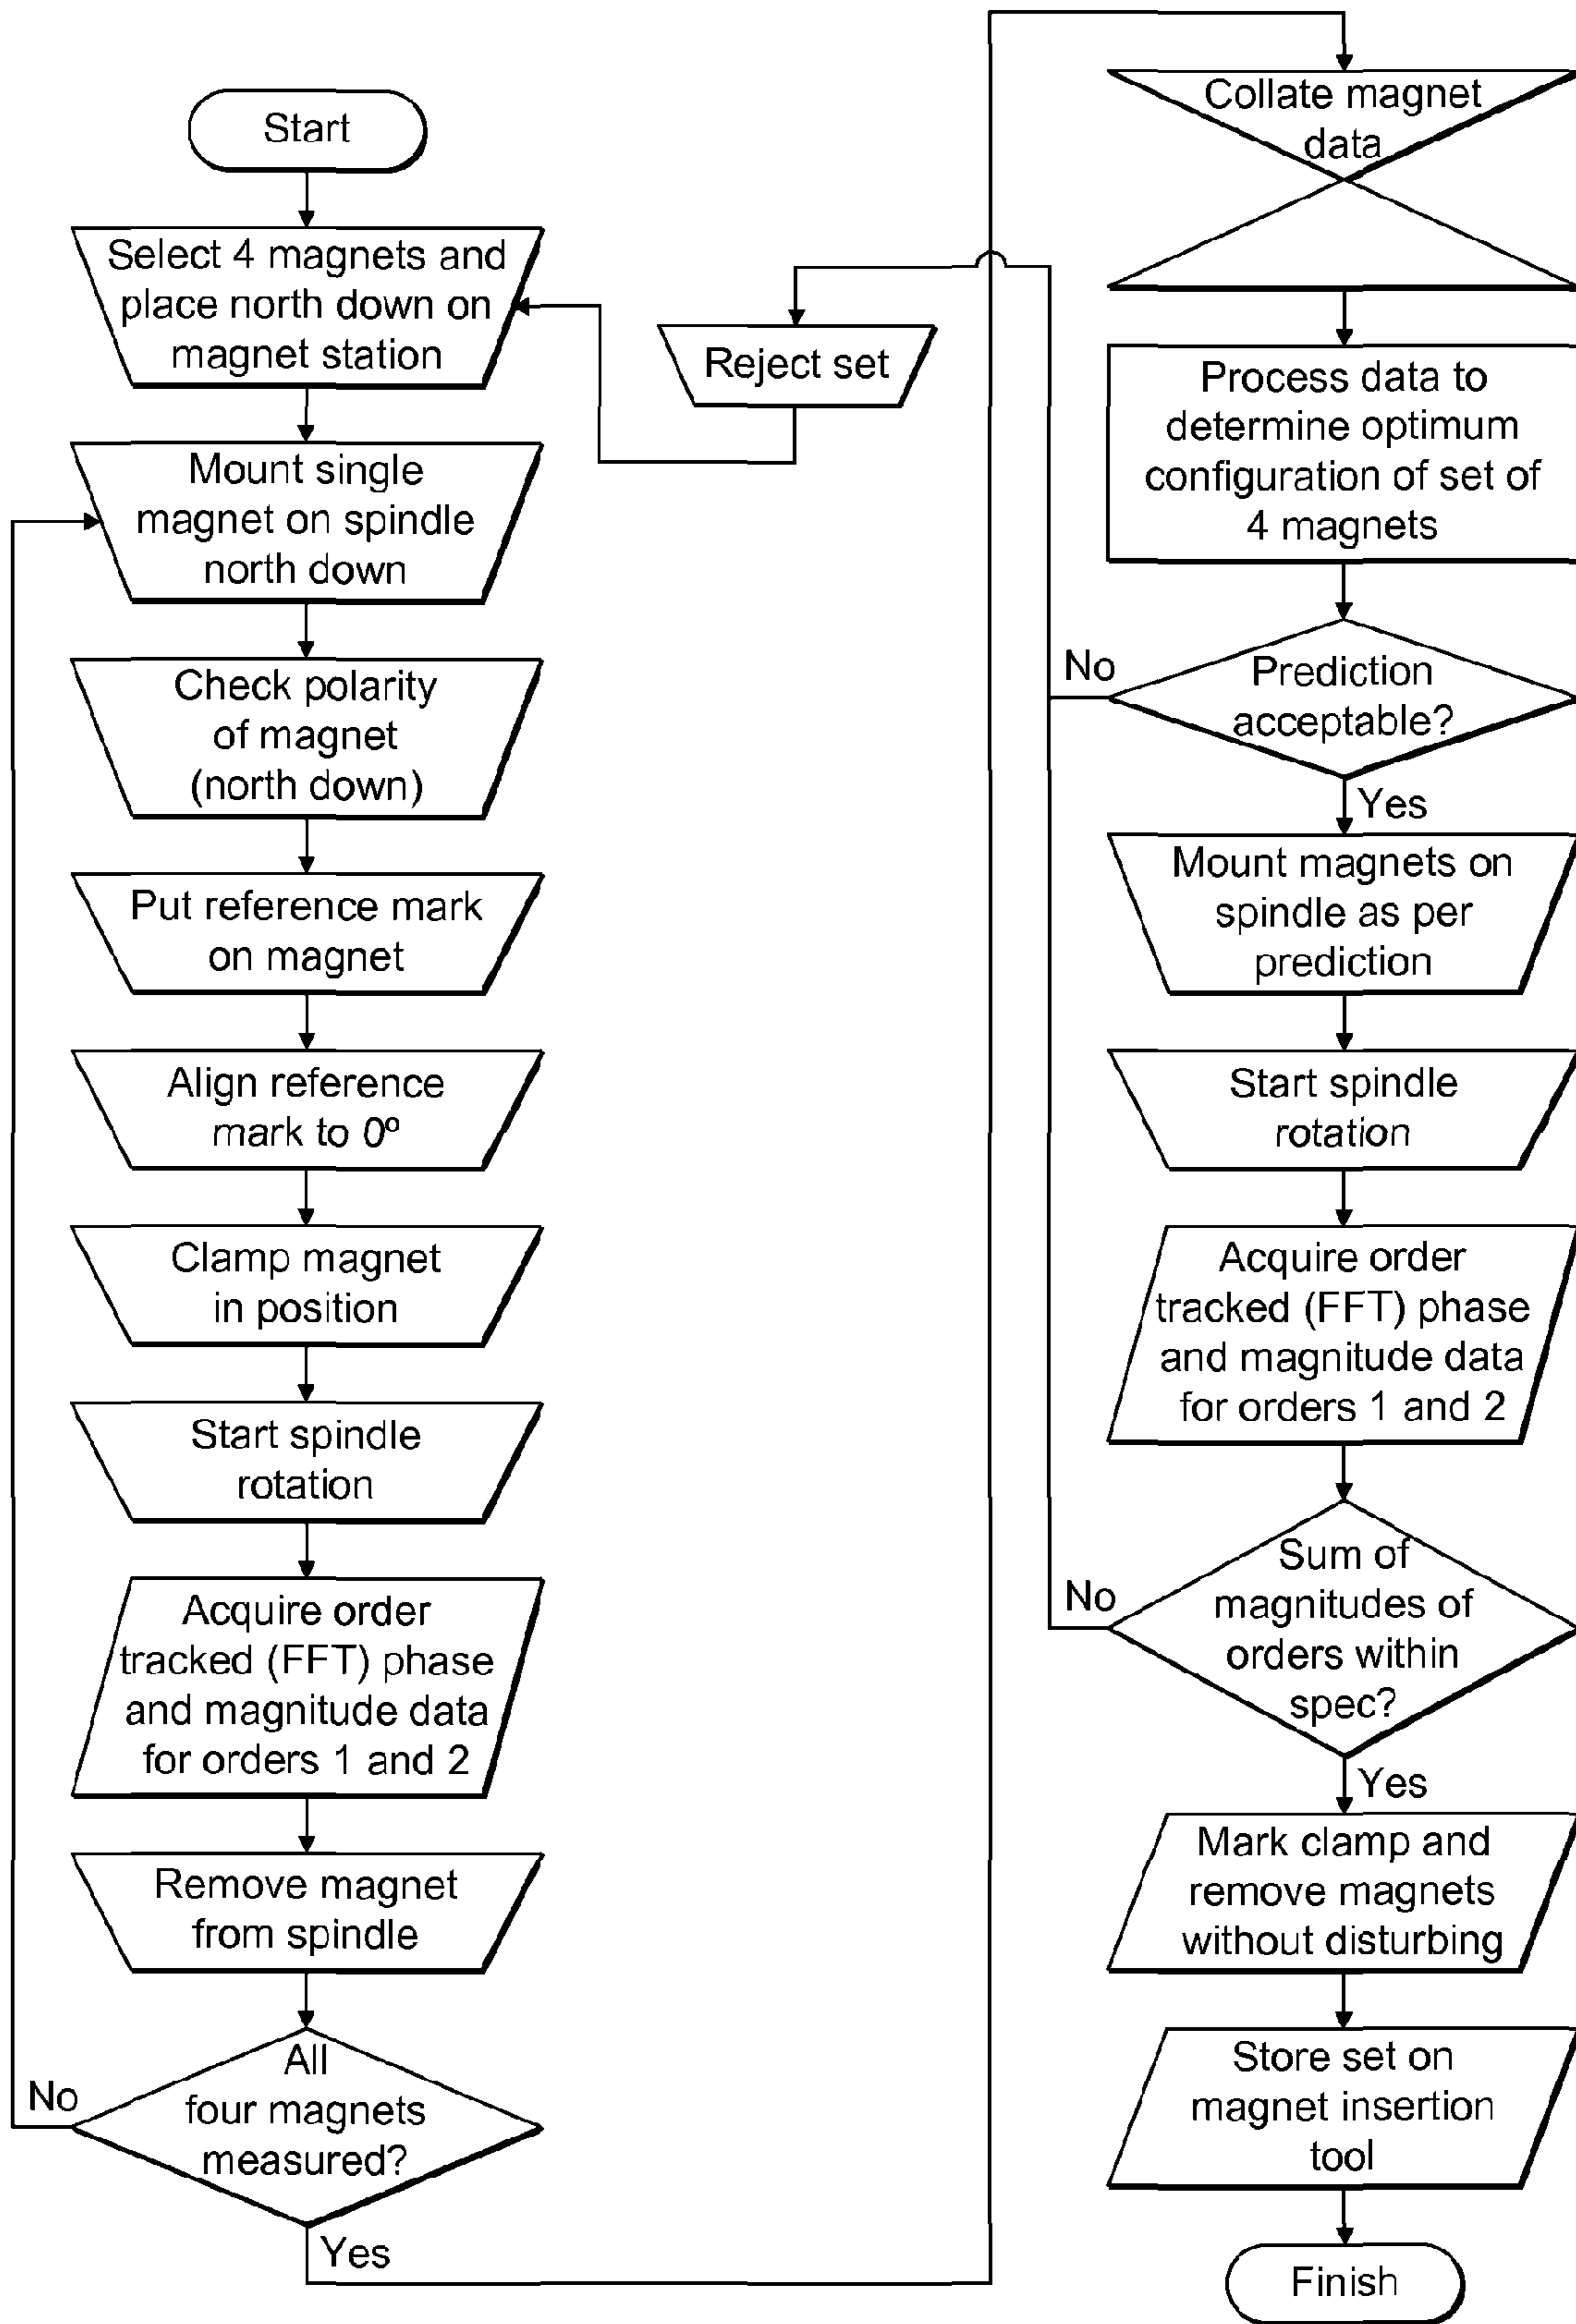 Start
Select 4 magnets and
place north down on
magnet station
Mount single
magnet on spindle
north down
Check polarity
of magnet
(north down)
Put reference mark
on magnet
Align reference
mark to 0º
Clamp magnet
in position
Start spindle
rotation
Acquire order
tracked (FFT) phase
and magnitude data
for orders 1 and 2
Remove magnet
from spindle
All
four magnets
measured?
No
Yes
Reject set
Collate magnet
data
Process data to
determine optimum
configuration of set of
4 magnets
Prediction
acceptable?
No
Yes
Mount magnets on
spindle as per
prediction
Start spindle
rotation
Acquire order
tracked (FFT) phase
and magnitude data
for orders 1 and 2
Sum of
magnitudes of
orders within
spec?
No
Yes
Mark clamp and
remove magnets
without disturbing
Store set on
magnet insertion
tool
Finish